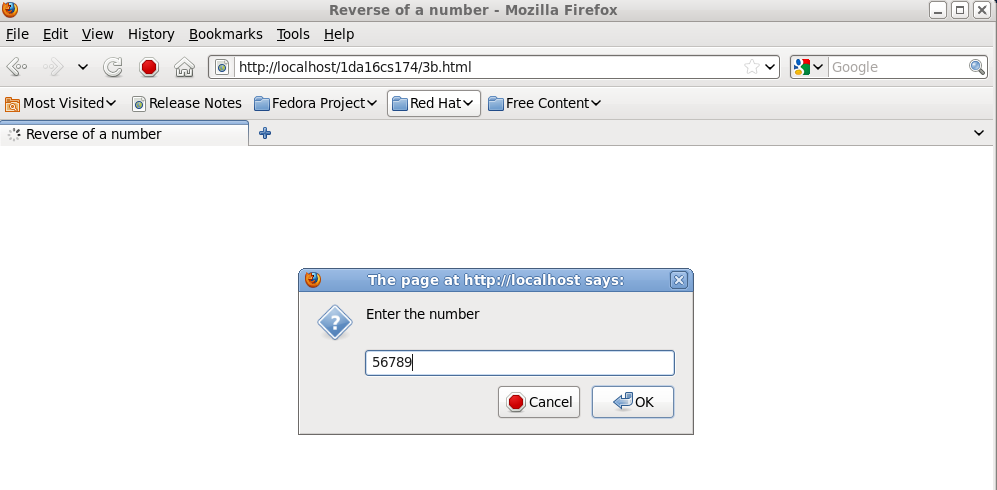 Reverse of a number - Mozilla Firefox
File Edit View History Bookmarks Tools Help
http://localhost/1da16cs174/3b.html Google
Most Visited Release Notes Fedora Project Red Hat Free Content
Reverse of a number
The page at http://localhost says:
Enter the number
56789
Cancel OK